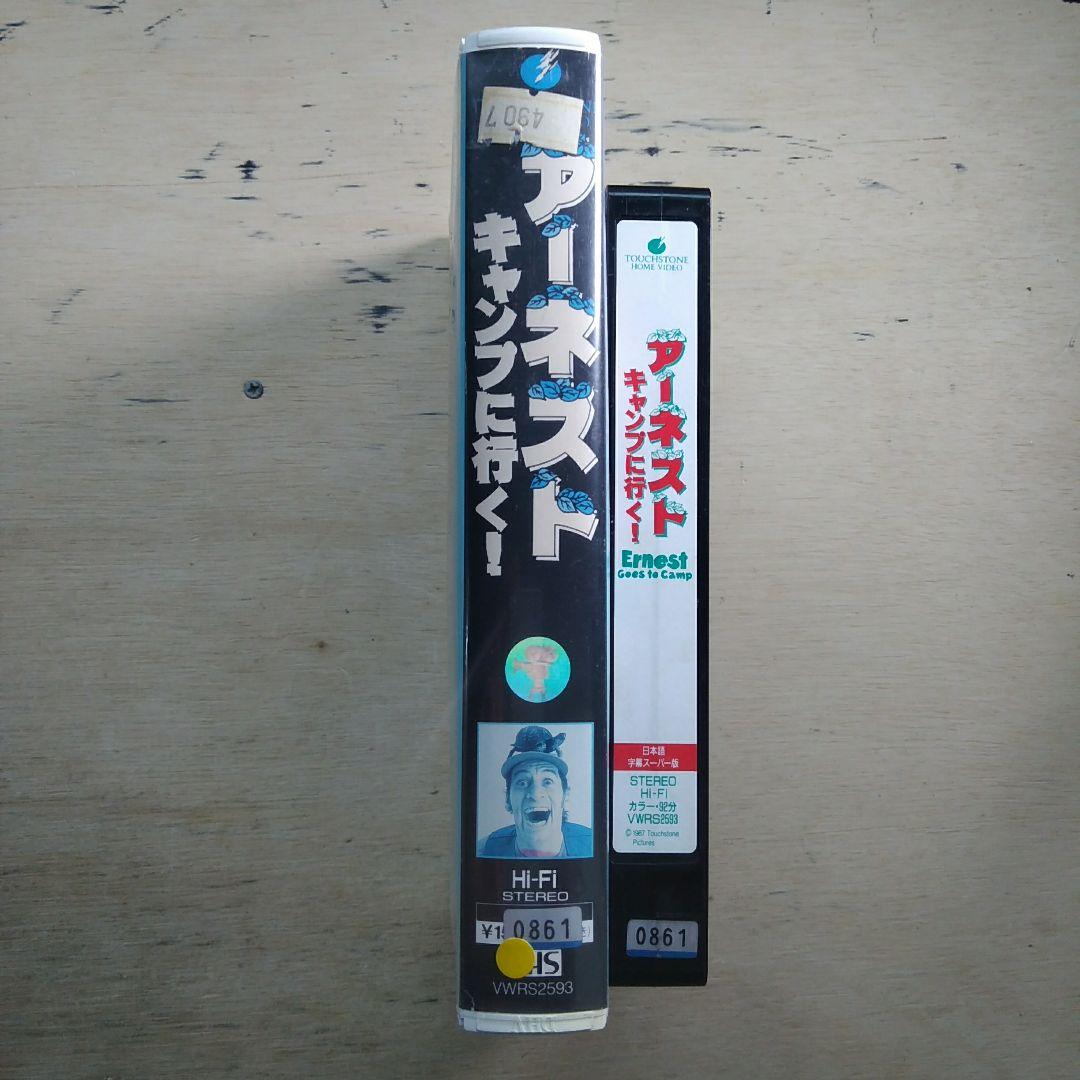 4907
アーネスト
キャンプに行く!
Hi-Fi
STEREO
0861
VWRS2593
TOUCHSTONE
HOME VIDEO
アーネスト
キャンプに行く!
Ernest
Goes to Camp
日本語
字幕スーパー版
STEREO
Hi-Fi
カラー・92分
VWRS2593
© 1987 Touchstone
Pictures
0861